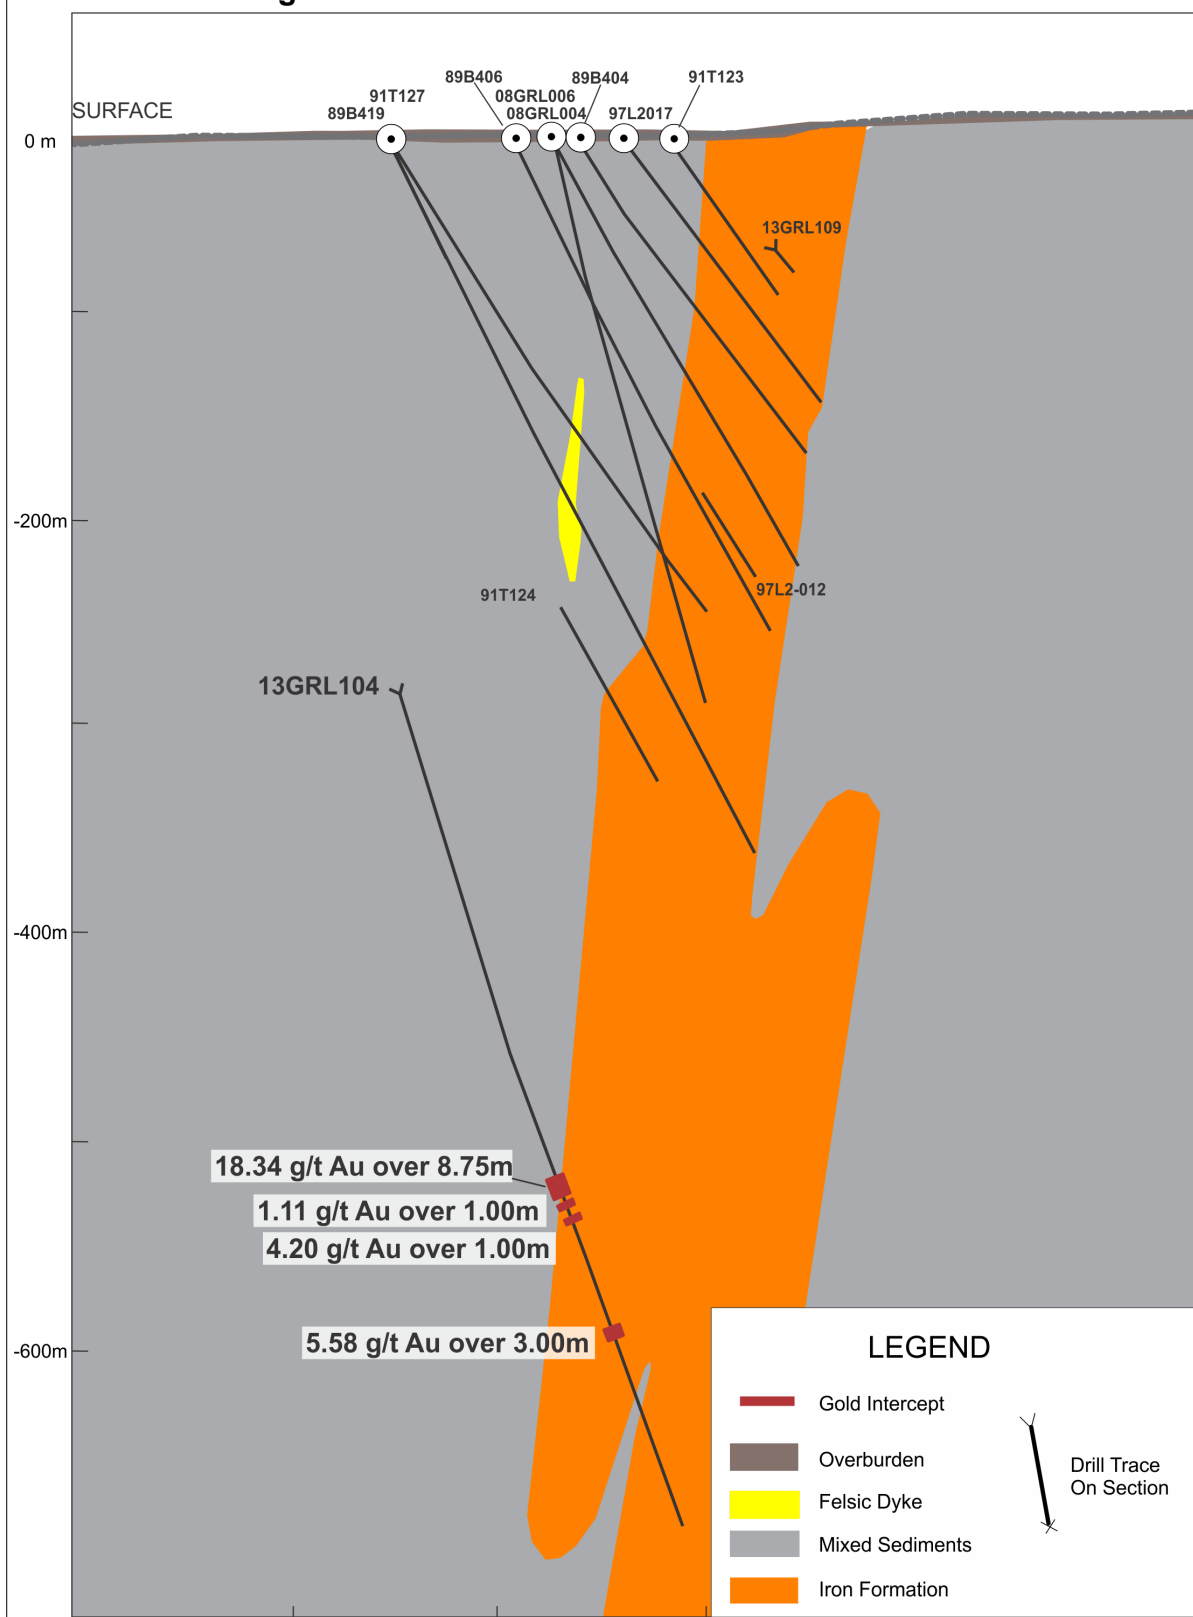 89B406
89B404
91T123
91T127
08GRL006
SURFACE
89B419
08GRL004
97L2017
0 m
13GRL109
-200m
91T124
97L2-012
13GRL104
-400m
18.34 g/t Au over 8.75m
1.11 g/t Au over 1.00m
4.20 g/t Au over 1.00m
5.58 g/t Au over 3.00m
-600m
LEGEND
Gold Intercept
Overburden
Felsic Dyke
Mixed Sediments
Iron Formation
Drill Trace
On Section